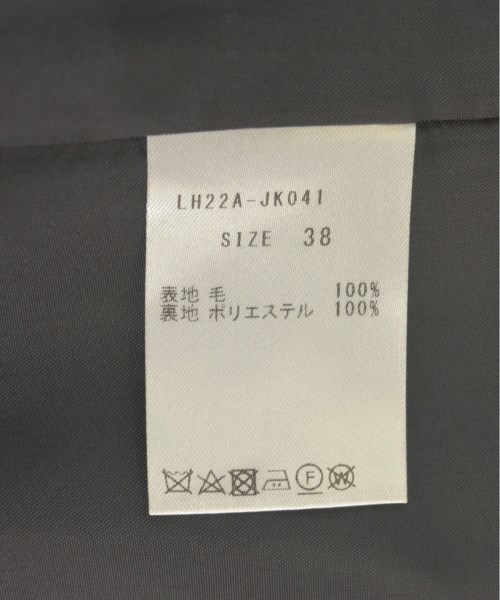 LH22A-JK041
SIZE 38
表地 毛 100%
裏地 ポリエステル 100%
F
W